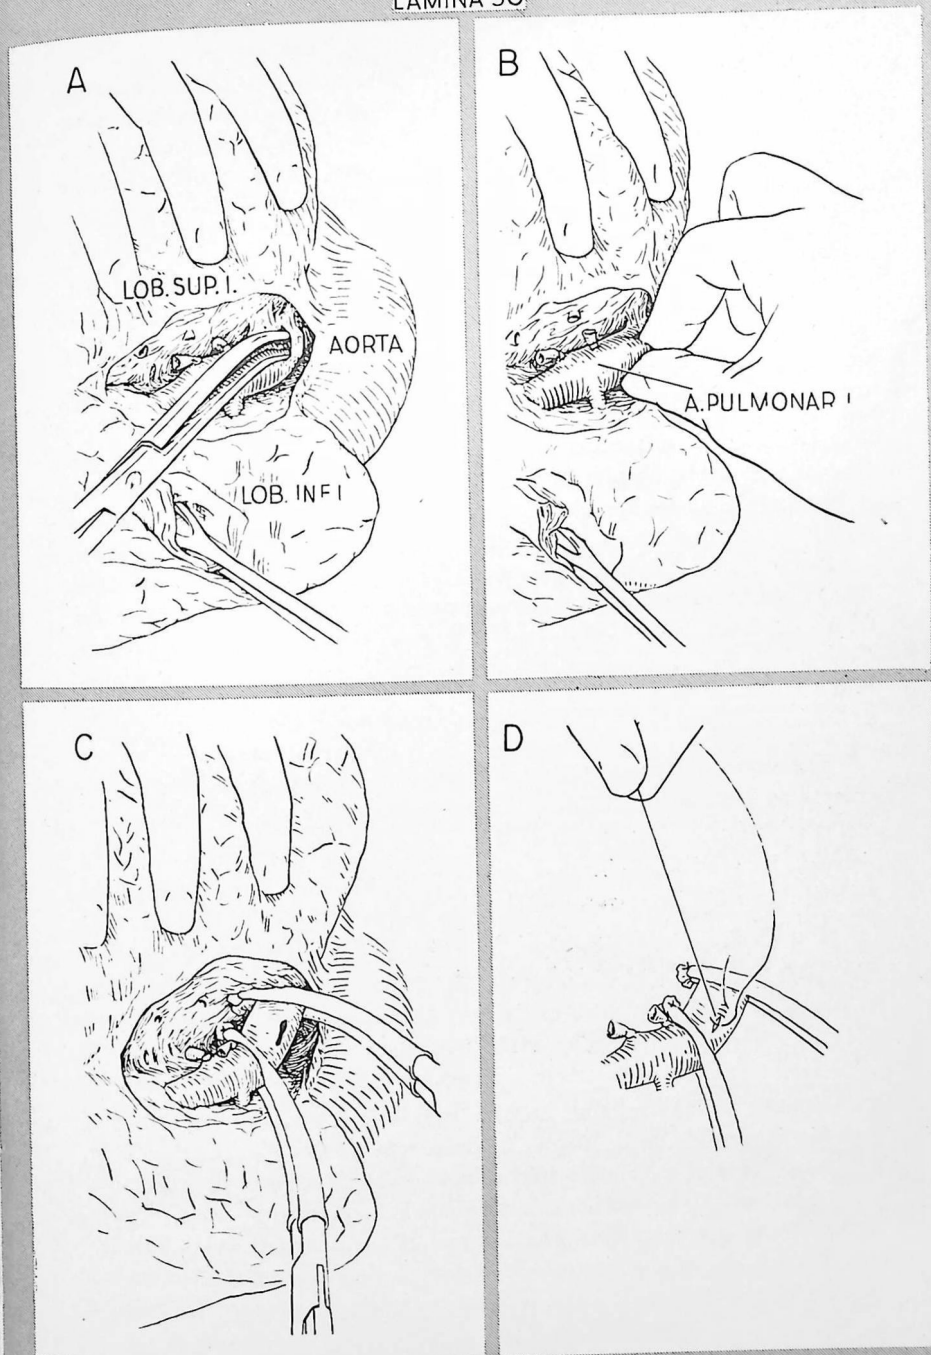 LAMINA
A
LOB. SUP. I.
AORTA
LOB. INF I
B
A. PULMONAR I
C
D